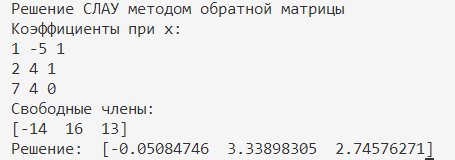 Решение СЛАУ методом обратной матрицы
Коэффициенты при x:
1 -5 1
2 4 1
7 4 0
Свободные члены:
[-14  16  13]
Решение:  [-0.05084746  3.33898305  2.74576271]